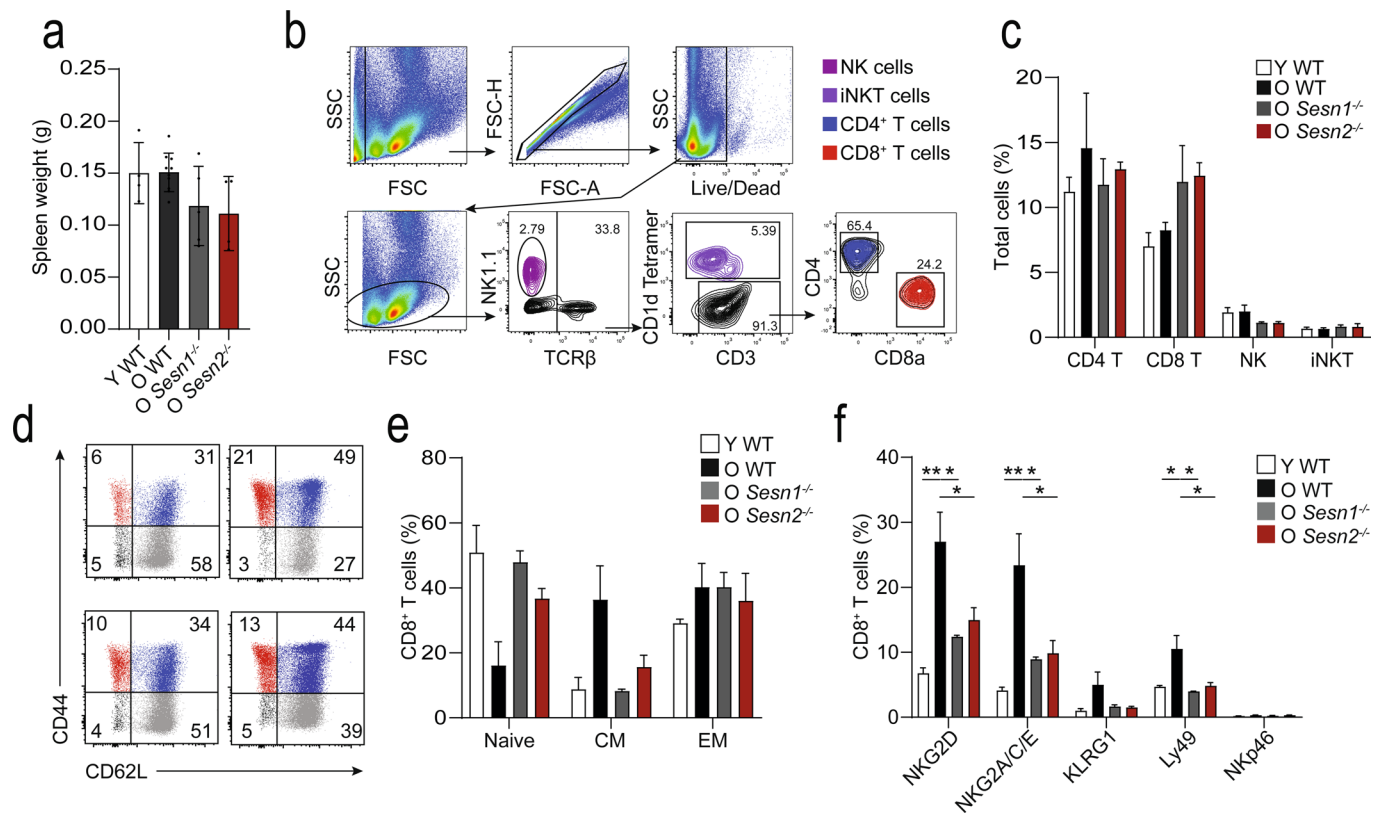 a
Spleen weight (g)
0.25
0.20
0.15
0.10
0.05
0.00
Y WT
O WT
O Sesn1-/-
O Sesn2-/-
b
SSC
FSC
FSC-H
FSC-A
SSC
Live/Dead
0 10³
NK cells
iNKT cells
CD4⁺ T cells
CD8⁺ T cells
SSC
FSC
NK1.1
TCRβ
2.79
33.8
CD1d Tetramer
CD3
5.39
91.3
CD4
CD8a
65.4
24.2
c
Total cells (%)
20
15
10
5
0
CD4 T
CD8 T
NK
iNKT
Y WT
O WT
O Sesn1-/-
O Sesn2-/-
d
6 31
5 58
21 49
3 27
10 34
4 51
13 44
5 39
CD44
CD62L
e
CD8⁺ T cells (%)
80
60
40
20
0
Naive
CM
EM
Y WT
O WT
O Sesn1-/-
O Sesn2-/-
f
CD8⁺ T cells (%)
40
30
20
10
0
** *
*
** *
*
* *
*
NKG2D
NKG2A/C/E
KLRG1
Ly49
NKp46
Y WT
O WT
O Sesn1-/-
O Sesn2-/-